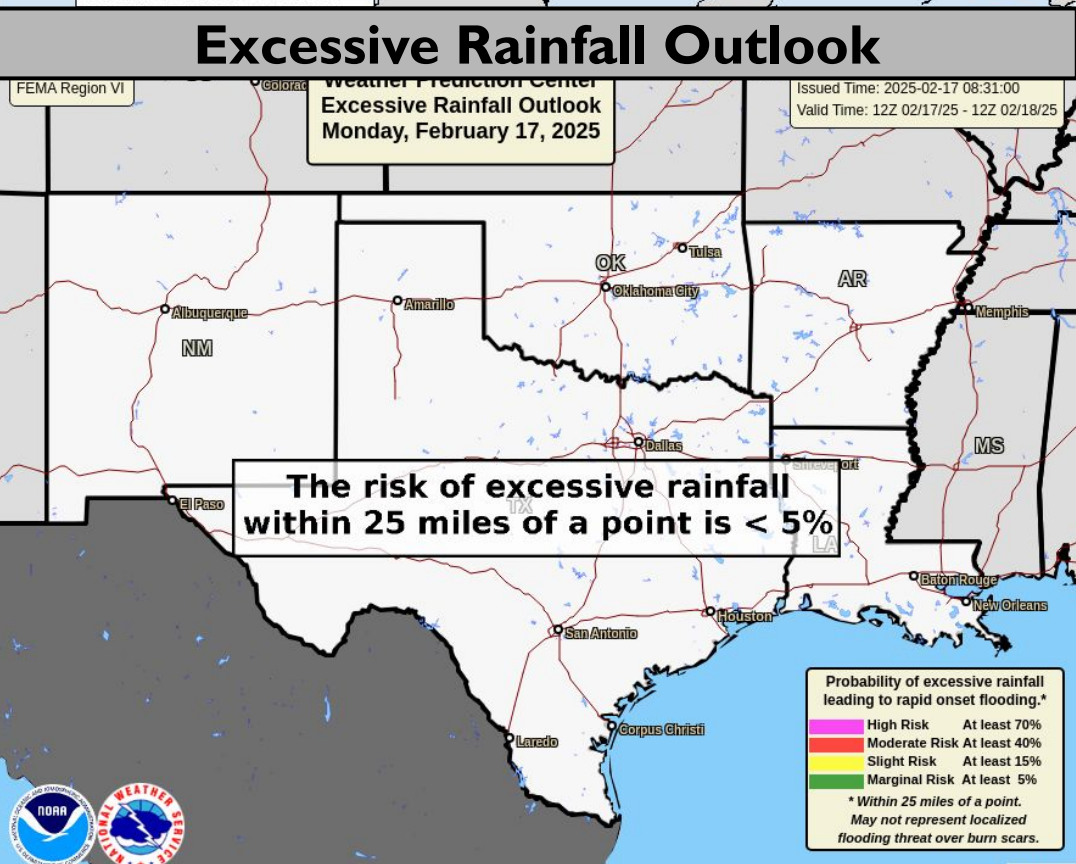 Excessive Rainfall Outlook
FEMA Region VI
Colorad
Weather Prediction Center
Excessive Rainfall Outlook
Monday, February 17, 2025
Issued Time: 2025-02-17 08:31:00
Valid Time: 12Z 02/17/25 - 12Z 02/18/25
OK
Tulsa
Oklahoma City
AR
Albuquerque
Amarillo
Memphis
NM
Dallas
MS
Shreveport
The risk of excessive rainfall
within 25 miles of a point is < 5%
El Paso
TX
LA
Baton Rouge
New Orleans
Houston
San Antonio
Corpus Christi
Laredo
Probability of excessive rainfall
leading to rapid onset flooding.*
High Risk At least 70%
Moderate Risk At least 40%
Slight Risk At least 15%
Marginal Risk At least 5%
* Within 25 miles of a point.
May not represent localized
flooding threat over burn scars.
NOAA
NATIONAL WEATHER SERVICE